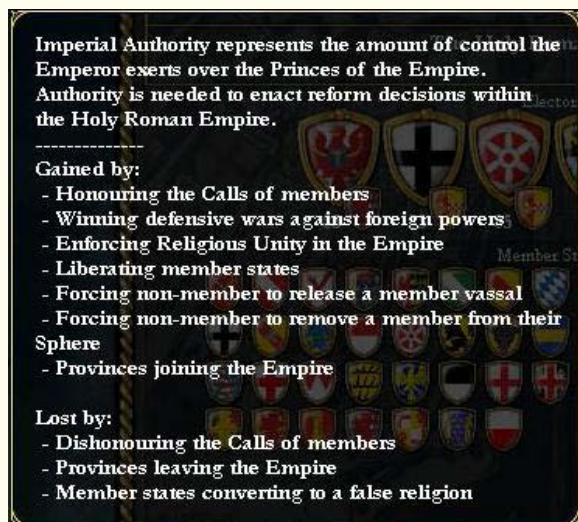 Imperial Authority represents the amount of control the
Emperor exerts over the Princes of the Empire.
Authority is needed to enact reform decisions within
the Holy Roman Empire.
--------------
Gained by:
- Honouring the Calls of members
- Winning defensive wars against foreign powers
- Enforcing Religious Unity in the Empire
- Liberating member states
- Forcing non-member to release a member vassal
- Forcing non-member to remove a member from their
Sphere
- Provinces joining the Empire
Lost by:
- Dishonouring the Calls of members
- Provinces leaving the Empire
- Member states converting to a false religion